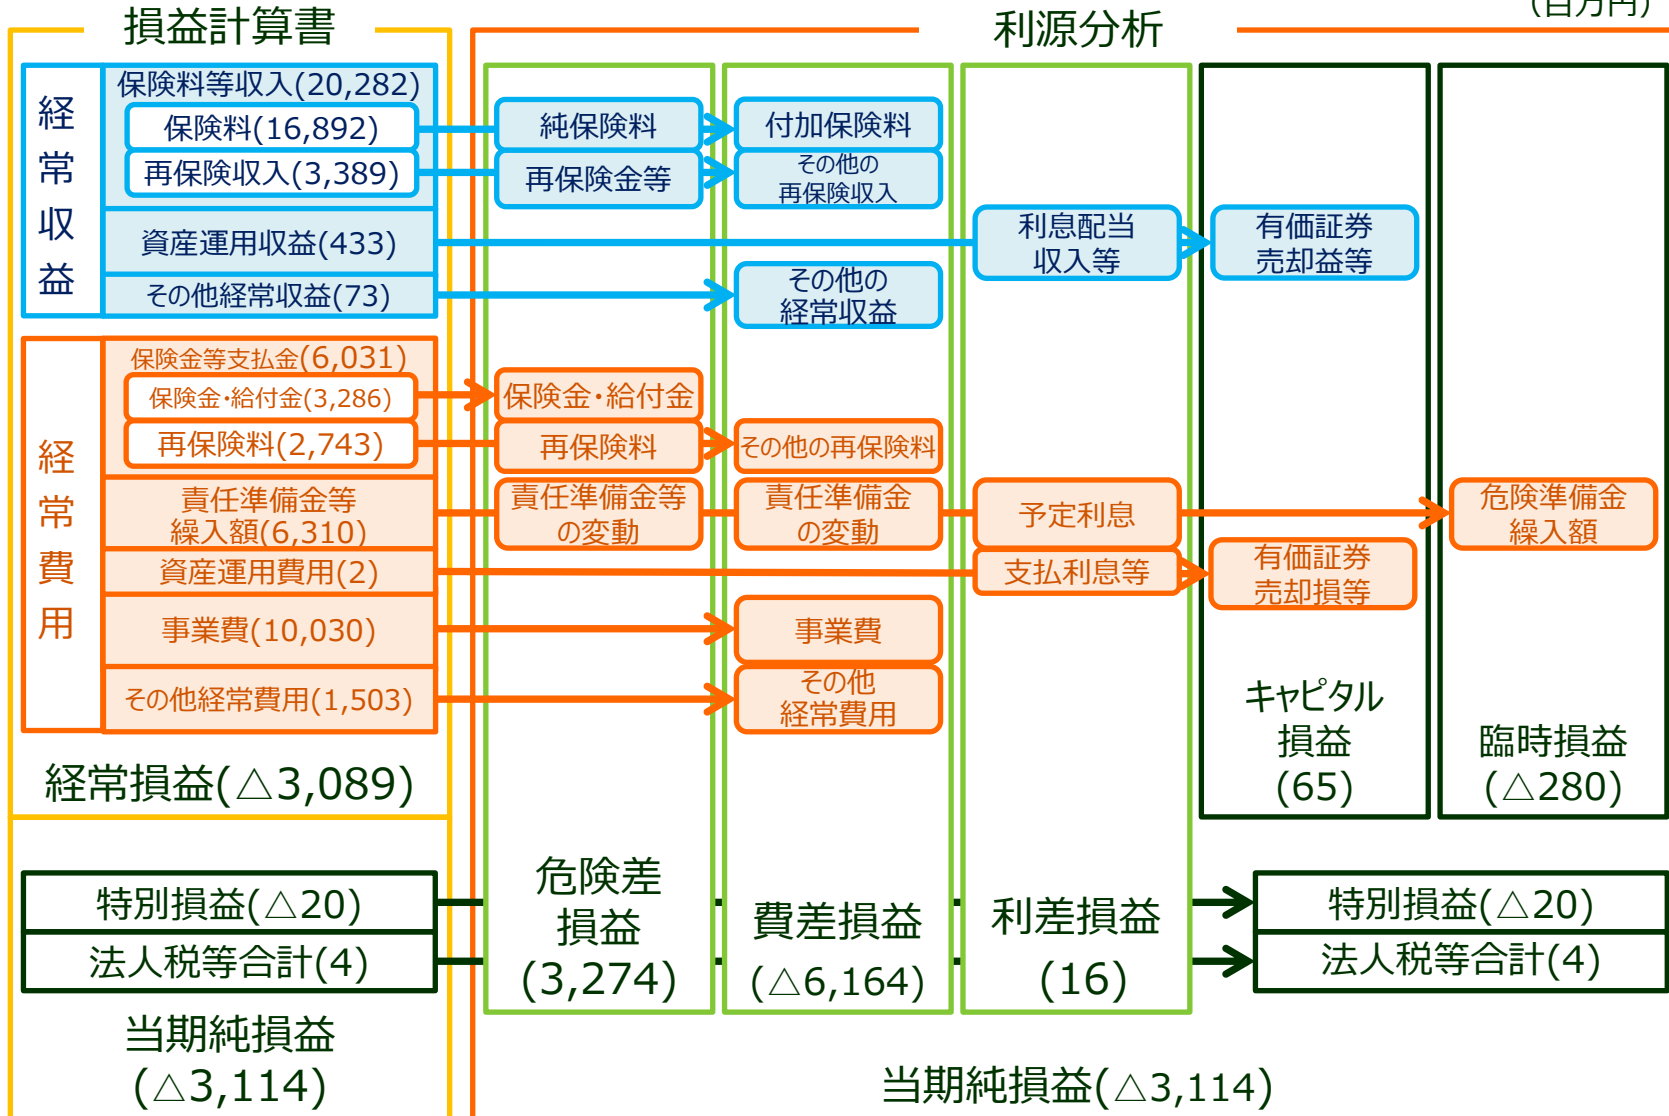 (百万円)
損益計算書
利源分析
経常収益
保険料等収入(20,282)
保険料(16,892)
再保険収入(3,389)
資産運用収益(433)
その他経常収益(73)
純保険料
再保険金等
付加保険料
その他の
再保険収入
その他の
経常収益
利息配当
収入等
有価証券
売却益等
経常費用
保険金等支払金(6,031)
保険金・給付金(3,286)
再保険料(2,743)
責任準備金等
繰入額(6,310)
資産運用費用(2)
事業費(10,030)
その他経常費用(1,503)
保険金・給付金
再保険料
その他の再保険料
責任準備金等
の変動
責任準備金
の変動
予定利息
危険準備金
繰入額
支払利息等
有価証券
売却損等
事業費
その他
経常費用
経常損益(△3,089)
キャピタル
損益
(65)
臨時損益
(△280)
特別損益(△20)
法人税等合計(4)
危険差
損益
(3,274)
費差損益
(△6,164)
利差損益
(16)
特別損益(△20)
法人税等合計(4)
当期純損益
(△3,114)
当期純損益(△3,114)